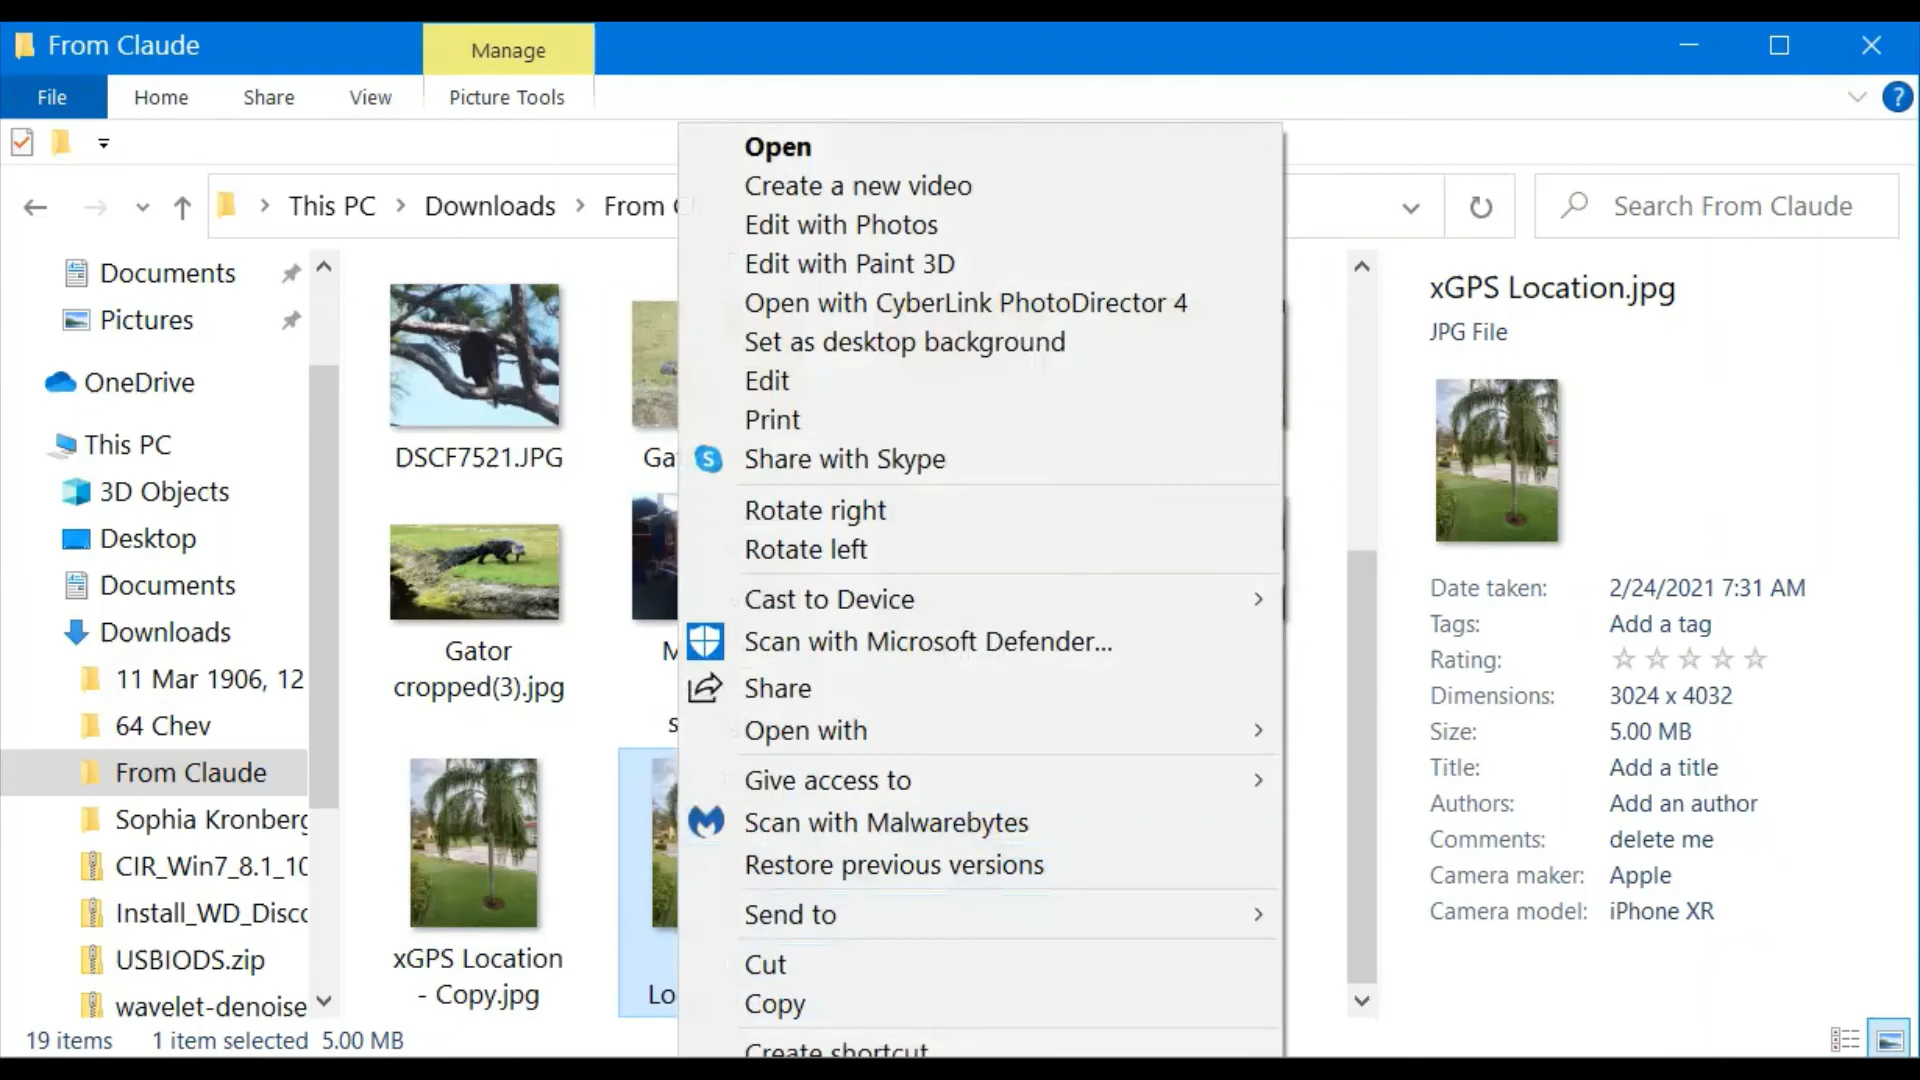 From Claude
Manage
File
Home
Share
View
Picture Tools
This PC
Downloads
From
Search From Claude
Documents
Pictures
OneDrive
This PC
3D Objects
Desktop
Documents
Downloads
11 Mar 1906, 12
64 Chev
From Claude
Sophia Kronberg
CIR_Win7_8.1_10
Install_WD_Disco
USBIODS.zip
wavelet-denoise
DSCF7521.JPG
Gator
cropped(3).jpg
xGPS Location
- Copy.jpg
Ga
M
s
Lo
Open
Create a new video
Edit with Photos
Edit with Paint 3D
Open with CyberLink PhotoDirector 4
Set as desktop background
Edit
Print
Share with Skype
Rotate right
Rotate left
Cast to Device
Scan with Microsoft Defender...
Share
Open with
Give access to
Scan with Malwarebytes
Restore previous versions
Send to
Cut
Copy
Create shortcut
xGPS Location.jpg
JPG File
Date taken: 2/24/2021 7:31 AM
Tags: Add a tag
Rating:
Dimensions: 3024 x 4032
Size: 5.00 MB
Title: Add a title
Authors: Add an author
Comments: delete me
Camera maker: Apple
Camera model: iPhone XR
19 items
1 item selected 5.00 MB